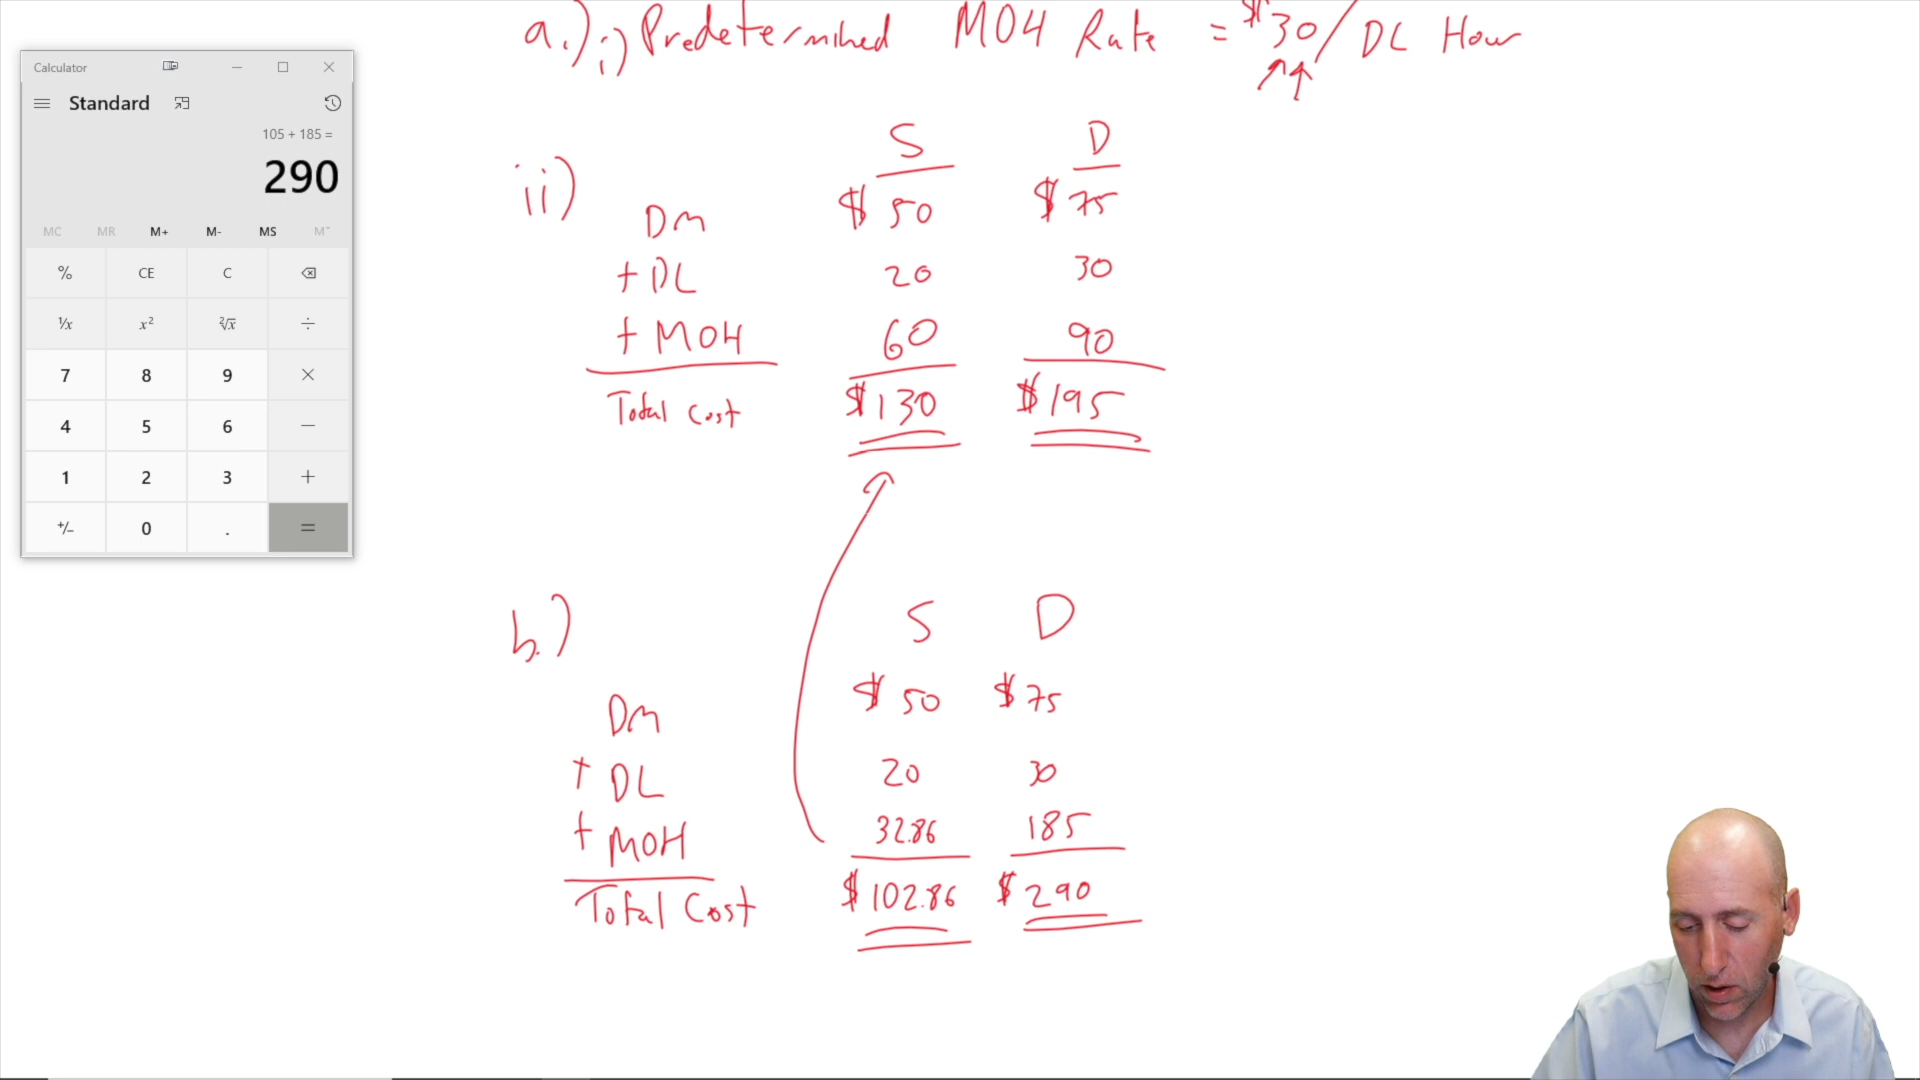 a.) i) Predetermined MOH Rate = $30/DL Hour
Calculator
Standard
105 + 185 =
290
MC MR M+ M- MS M˅
% CE C
¹/x x² ²√x ÷
7 8 9 ×
4 5 6 −
1 2 3 +
+/− 0 . =
ii) S D
DM $50 $75
+ DL 20 30
+ MOH 60 90
Total Cost $130 $195
b.) S D
DM $50 $75
+ DL 20 30
+ MOH 32.86 185
Total Cost $102.86 $290